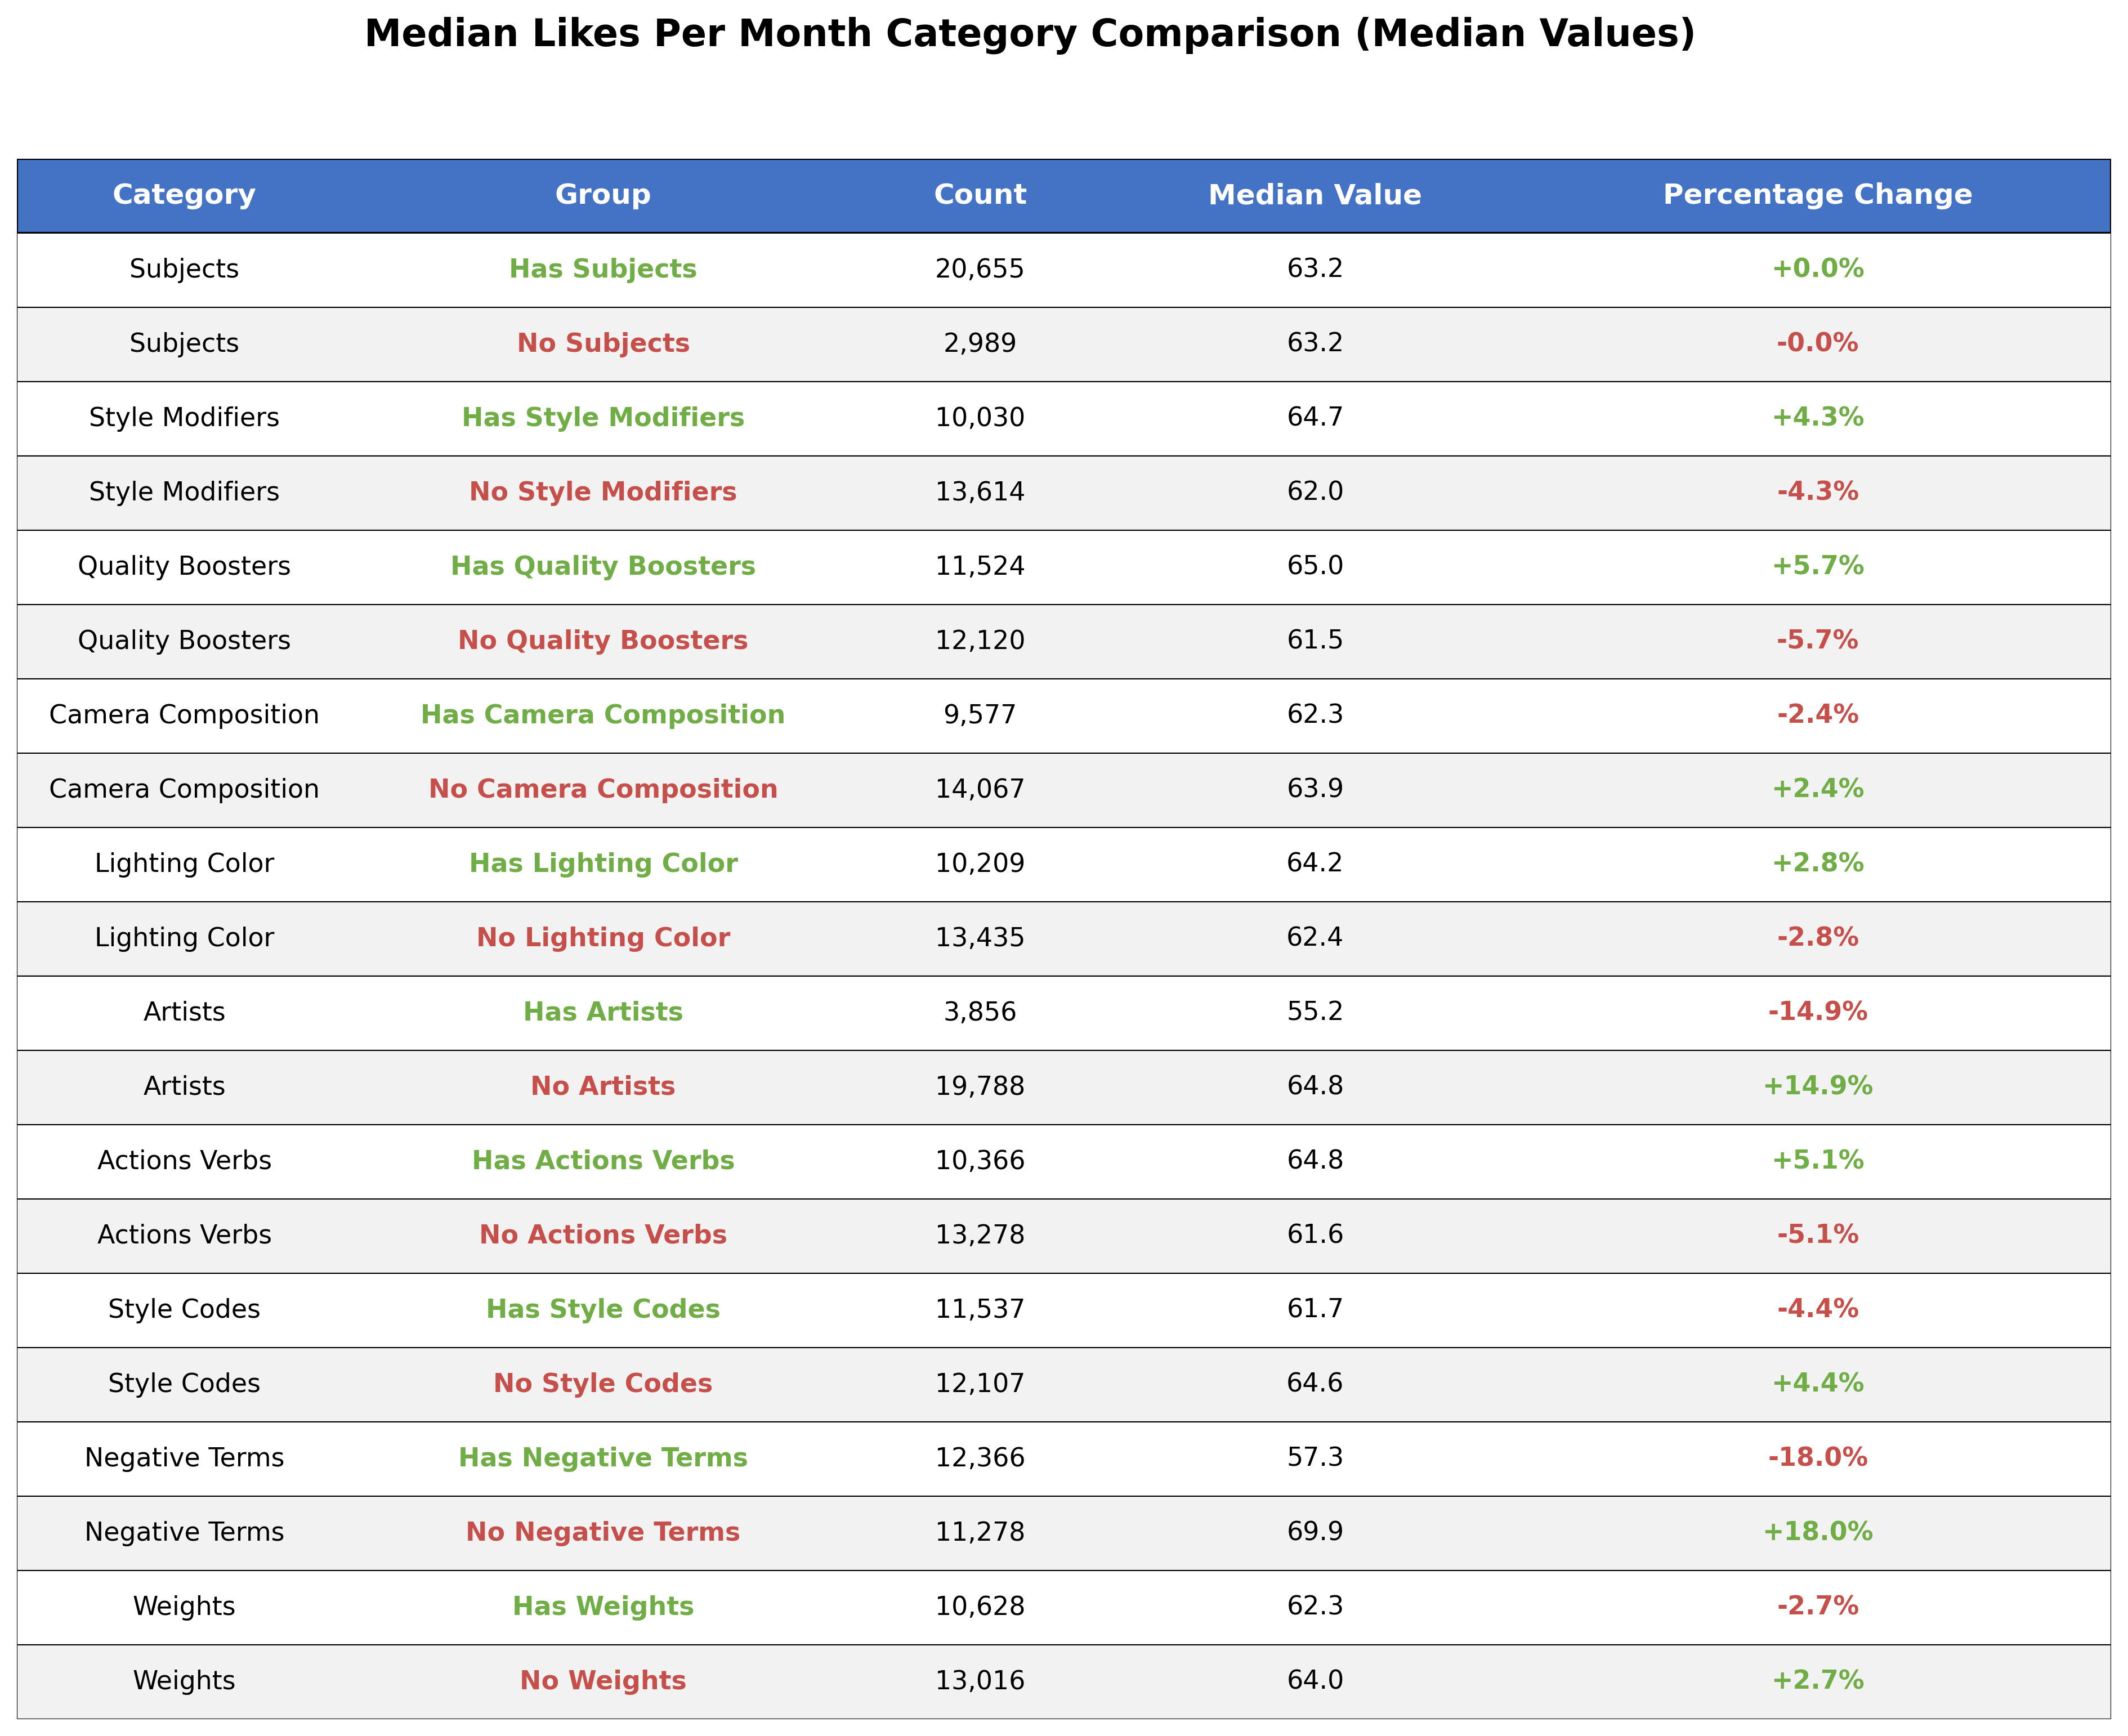 Median Likes Per Month Category Comparison (Median Values)
Category Group Count Median Value Percentage Change
Subjects Has Subjects 20,655 63.2 +0.0%
Subjects No Subjects 2,989 63.2 -0.0%
Style Modifiers Has Style Modifiers 10,030 64.7 +4.3%
Style Modifiers No Style Modifiers 13,614 62.0 -4.3%
Quality Boosters Has Quality Boosters 11,524 65.0 +5.7%
Quality Boosters No Quality Boosters 12,120 61.5 -5.7%
Camera Composition Has Camera Composition 9,577 62.3 -2.4%
Camera Composition No Camera Composition 14,067 63.9 +2.4%
Lighting Color Has Lighting Color 10,209 64.2 +2.8%
Lighting Color No Lighting Color 13,435 62.4 -2.8%
Artists Has Artists 3,856 55.2 -14.9%
Artists No Artists 19,788 64.8 +14.9%
Actions Verbs Has Actions Verbs 10,366 64.8 +5.1%
Actions Verbs No Actions Verbs 13,278 61.6 -5.1%
Style Codes Has Style Codes 11,537 61.7 -4.4%
Style Codes No Style Codes 12,107 64.6 +4.4%
Negative Terms Has Negative Terms 12,366 57.3 -18.0%
Negative Terms No Negative Terms 11,278 69.9 +18.0%
Weights Has Weights 10,628 62.3 -2.7%
Weights No Weights 13,016 64.0 +2.7%